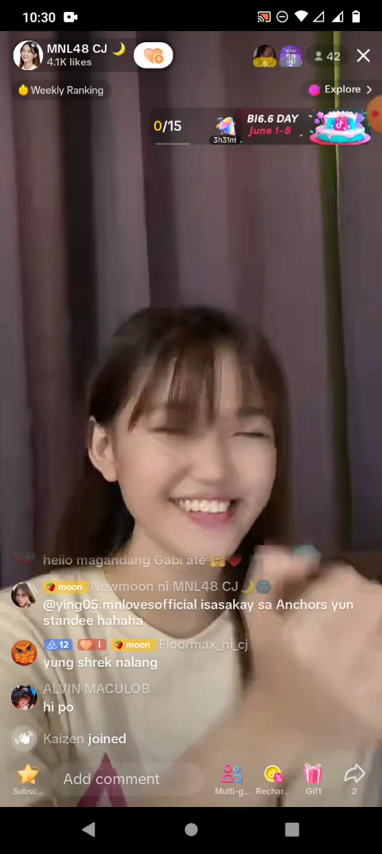 10:30
MNL48 CJ 🌙
4.1K likes
42
Weekly Ranking
Explore >
0/15
3h31m
BI6.6 DAY
June 1-8
heiio magandang Gabi ate 🤗❤️
moon Newmoon ni MNL48 CJ 🌙🌚
@ying05.mnlovesofficial isasakay sa Anchors yun
standee hahaha
12 I moon Floormax_ni_cj
yung shrek nalang
ALVIN MACULOB
hi po
Kaizen joined
Add comment
Subsc...
Multi-g...
Rechar...
Gift
2